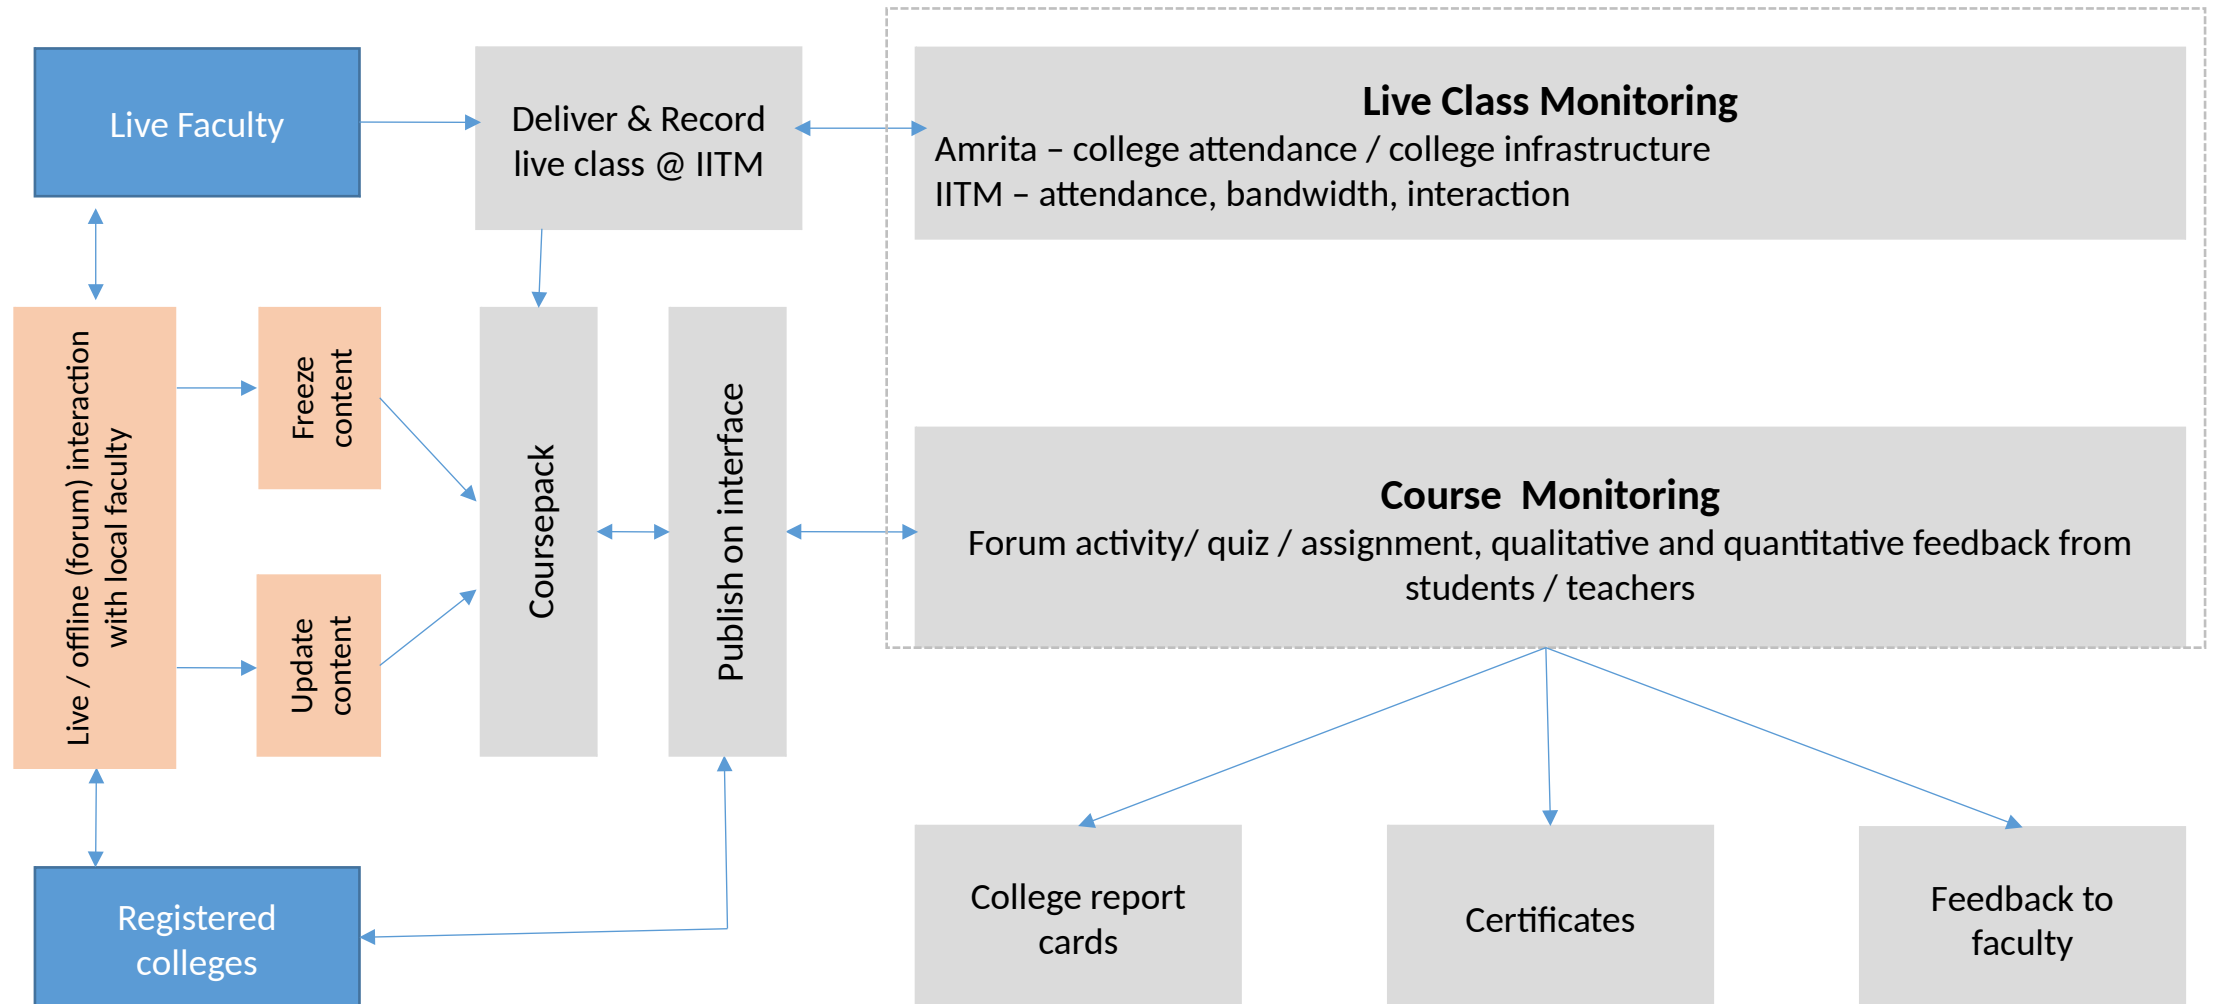 Live Faculty
Deliver & Record
live class @ IITM
Live Class Monitoring
Amrita – college attendance / college infrastructure
IITM – attendance, bandwidth, interaction
Live / offline (forum) interaction
with local faculty
Freeze
content
Update
content
Coursepack
Publish on interface
Course  Monitoring
Forum activity/ quiz / assignment, qualitative and quantitative feedback from
students / teachers
Registered
colleges
College report
cards
Certificates
Feedback to
faculty